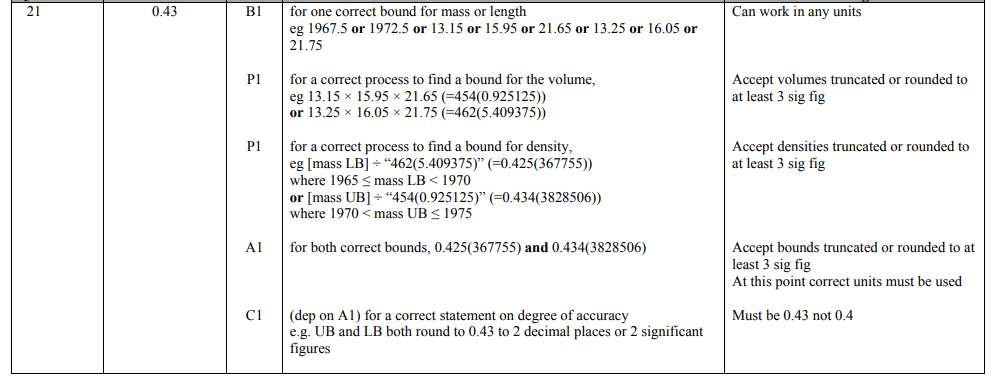 21 0.43 B1 for one correct bound for mass or length Can work in any units
eg 1967.5 or 1972.5 or 13.15 or 15.95 or 21.65 or 13.25 or 16.05 or
21.75
P1 for a correct process to find a bound for the volume, Accept volumes truncated or rounded to
eg 13.15 × 15.95 × 21.65 (=454(0.925125)) at least 3 sig fig
or 13.25 × 16.05 × 21.75 (=462(5.409375))
P1 for a correct process to find a bound for density, Accept densities truncated or rounded to
eg [mass LB] ÷ “462(5.409375)” (=0.425(367755)) at least 3 sig fig
where 1965 ≤ mass LB < 1970
or [mass UB] ÷ “454(0.925125)” (=0.434(3828506))
where 1970 < mass UB ≤ 1975
A1 for both correct bounds, 0.425(367755) and 0.434(3828506) Accept bounds truncated or rounded to at
least 3 sig fig
At this point correct units must be used
C1 (dep on A1) for a correct statement on degree of accuracy Must be 0.43 not 0.4
e.g. UB and LB both round to 0.43 to 2 decimal places or 2 significant
figures